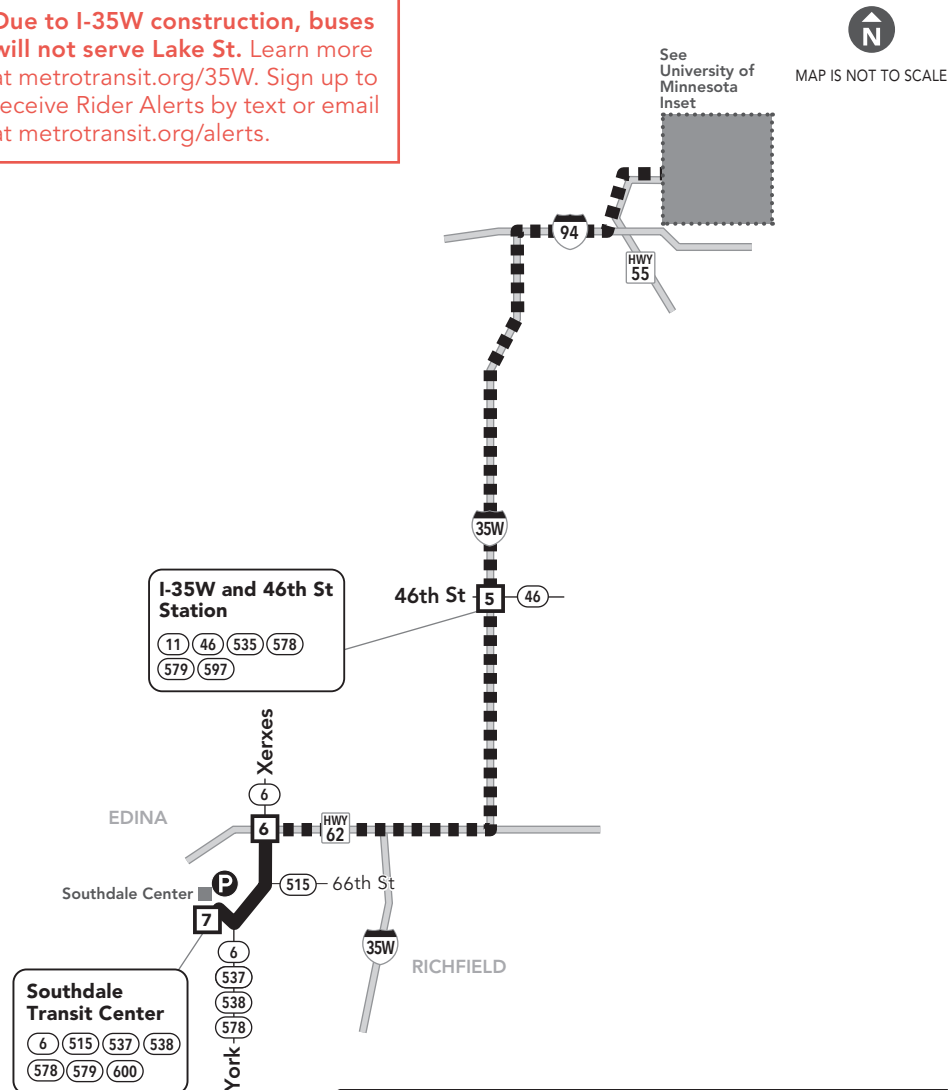 Due to I-35W construction, buses
will not serve Lake St. Learn more
at metrotransit.org/35W. Sign up to
receive Rider Alerts by text or email
at metrotransit.org/alerts.
N
MAP IS NOT TO SCALE
See
University of
Minnesota
Inset
94
HWY
55
35W
I-35W and 46th St
Station
11 46 535 578
579 597
46th St
5
46
Xerxes
6
EDINA
6
HWY
62
Southdale Center
P
515
66th St
7
35W
RICHFIELD
6
537
538
578
York
Southdale
Transit Center
6 515 537 538
578 579 600